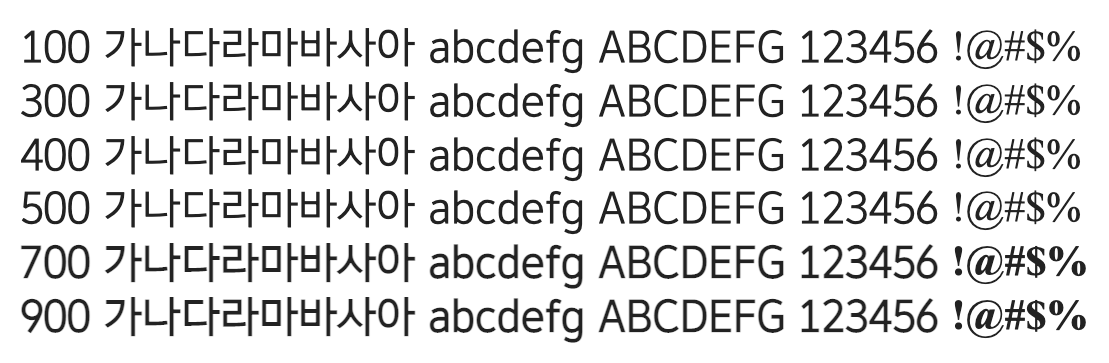 100 가나다라마바사아 abcdefg ABCDEFG 123456 !@#$%
300 가나다라마바사아 abcdefg ABCDEFG 123456 !@#$%
400 가나다라마바사아 abcdefg ABCDEFG 123456 !@#$%
500 가나다라마바사아 abcdefg ABCDEFG 123456 !@#$%
700 가나다라마바사아 abcdefg ABCDEFG 123456 !@#$%
900 가나다라마바사아 abcdefg ABCDEFG 123456 !@#$%